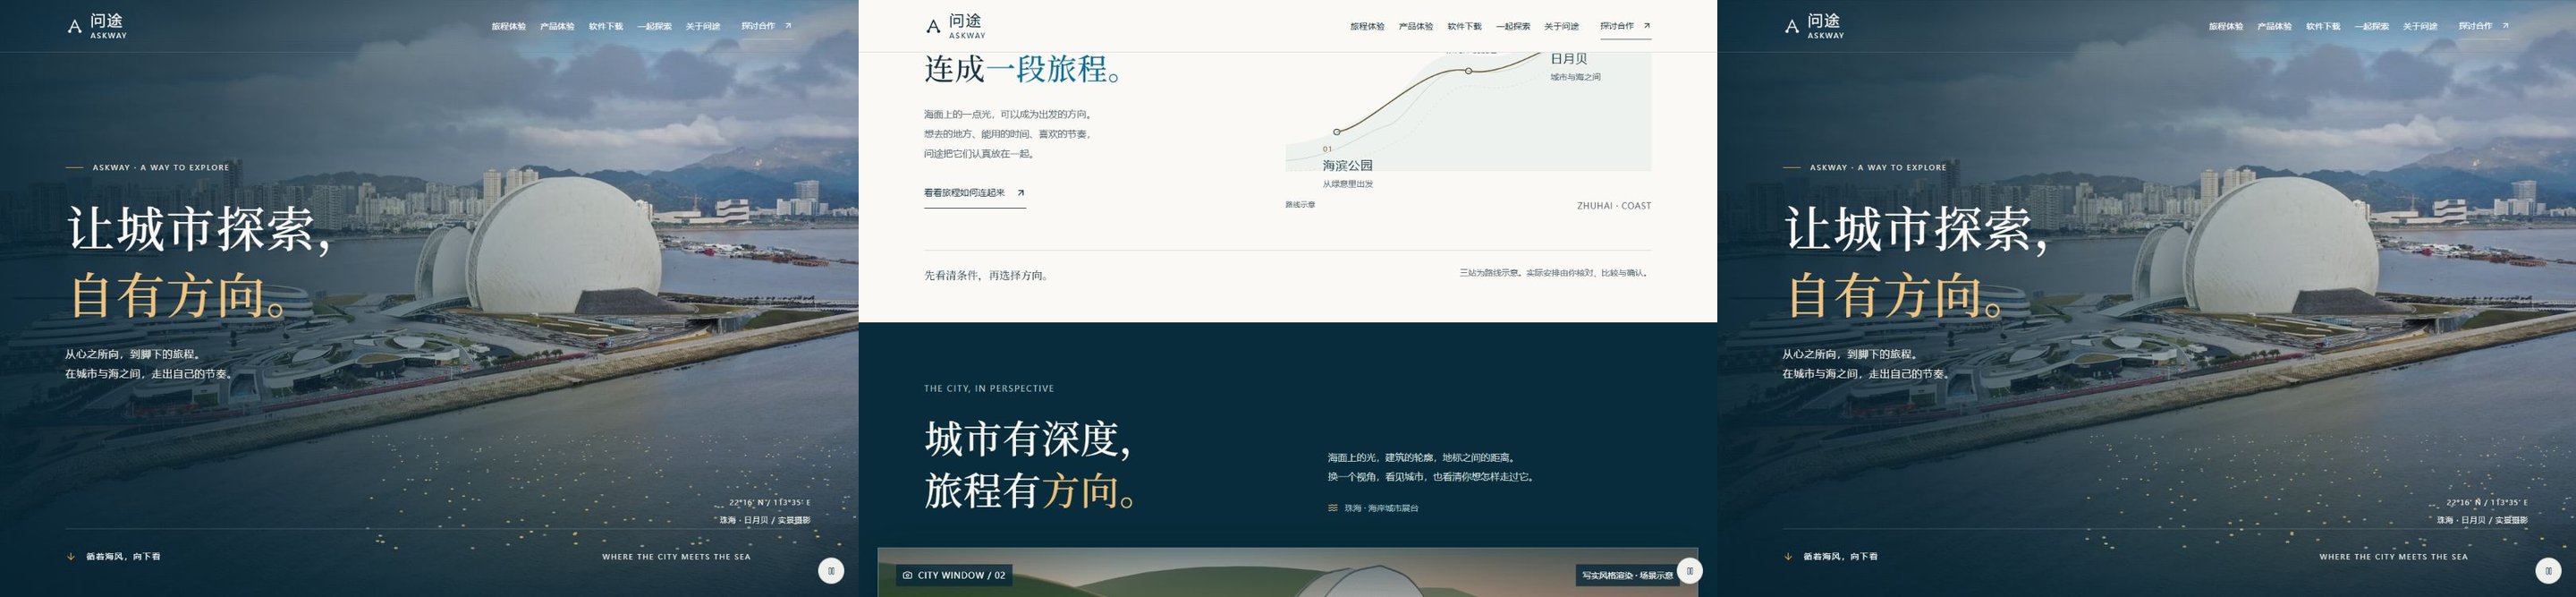 问途
ASKWAY
旅程体验 产品体验 软件下载 一起探索 关于问途 探讨合作
ASKWAY · A WAY TO EXPLORE
让城市探索，
自有方向。
从心之所向，到脚下的旅程。
在城市与海之间，走出自己的节奏。
22°16′ N / 113°35′ E
珠海 · 日月贝 / 实景摄影
循着海风，向下看
WHERE THE CITY MEETS THE SEA
问途
ASKWAY
旅程体验 产品体验 软件下载 一起探索 关于问途 探讨合作
连成一段旅程。
海面上的一点光，可以成为出发的方向。
想去的地方、能用的时间、喜欢的节奏，
问途把它们认真放在一起。
看看旅程如何连起来
日月贝
城市与海之间
01
海滨公园
从绿意里出发
路线示意
ZHUHAI · COAST
先看清条件，再选择方向。
三站为路线示意。实际安排由你核对、比较与确认。
THE CITY, IN PERSPECTIVE
城市有深度，
旅程有方向。
海面上的光，建筑的轮廓，地标之间的距离。
换一个视角，看见城市，也看清你想怎样走过它。
珠海 · 海岸城市展台
CITY WINDOW / 02
写实风格渲染 · 场景示意
问途
ASKWAY
旅程体验 产品体验 软件下载 一起探索 关于问途 探讨合作
ASKWAY · A WAY TO EXPLORE
让城市探索，
自有方向。
从心之所向，到脚下的旅程。
在城市与海之间，走出自己的节奏。
22°16′ N / 113°35′ E
珠海 · 日月贝 / 实景摄影
循着海风，向下看
WHERE THE CITY MEETS THE SEA